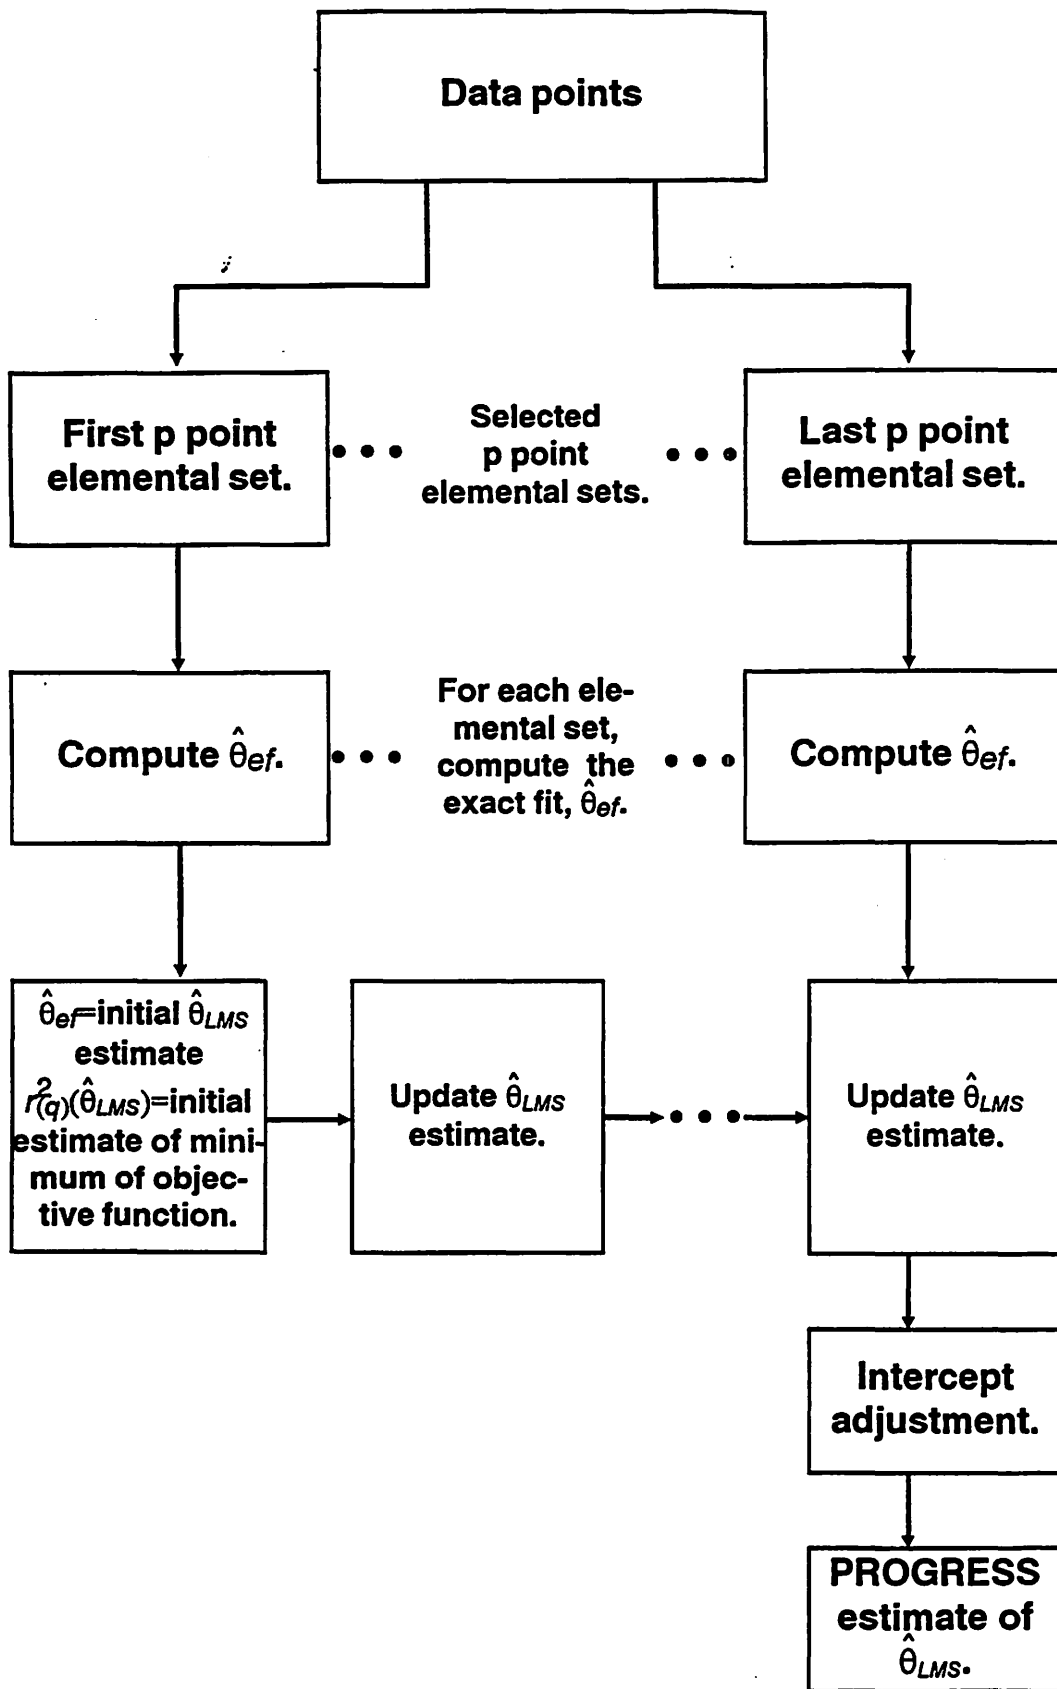 Data points
First p point
elemental set.
• • •
Selected
p point
elemental sets.
• • •
Last p point
elemental set.
Compute θ̂ef.
• • •
For each ele-
mental set,
compute the
exact fit, θ̂ef.
• • •
Compute θ̂ef.
θ̂ef=initial θ̂LMS
estimate
r²(q)(θ̂LMS)=initial
estimate of mini-
mum of objec-
tive function.
Update θ̂LMS
estimate.
• • •
Update θ̂LMS
estimate.
Intercept
adjustment.
PROGRESS
estimate of
θ̂LMS.